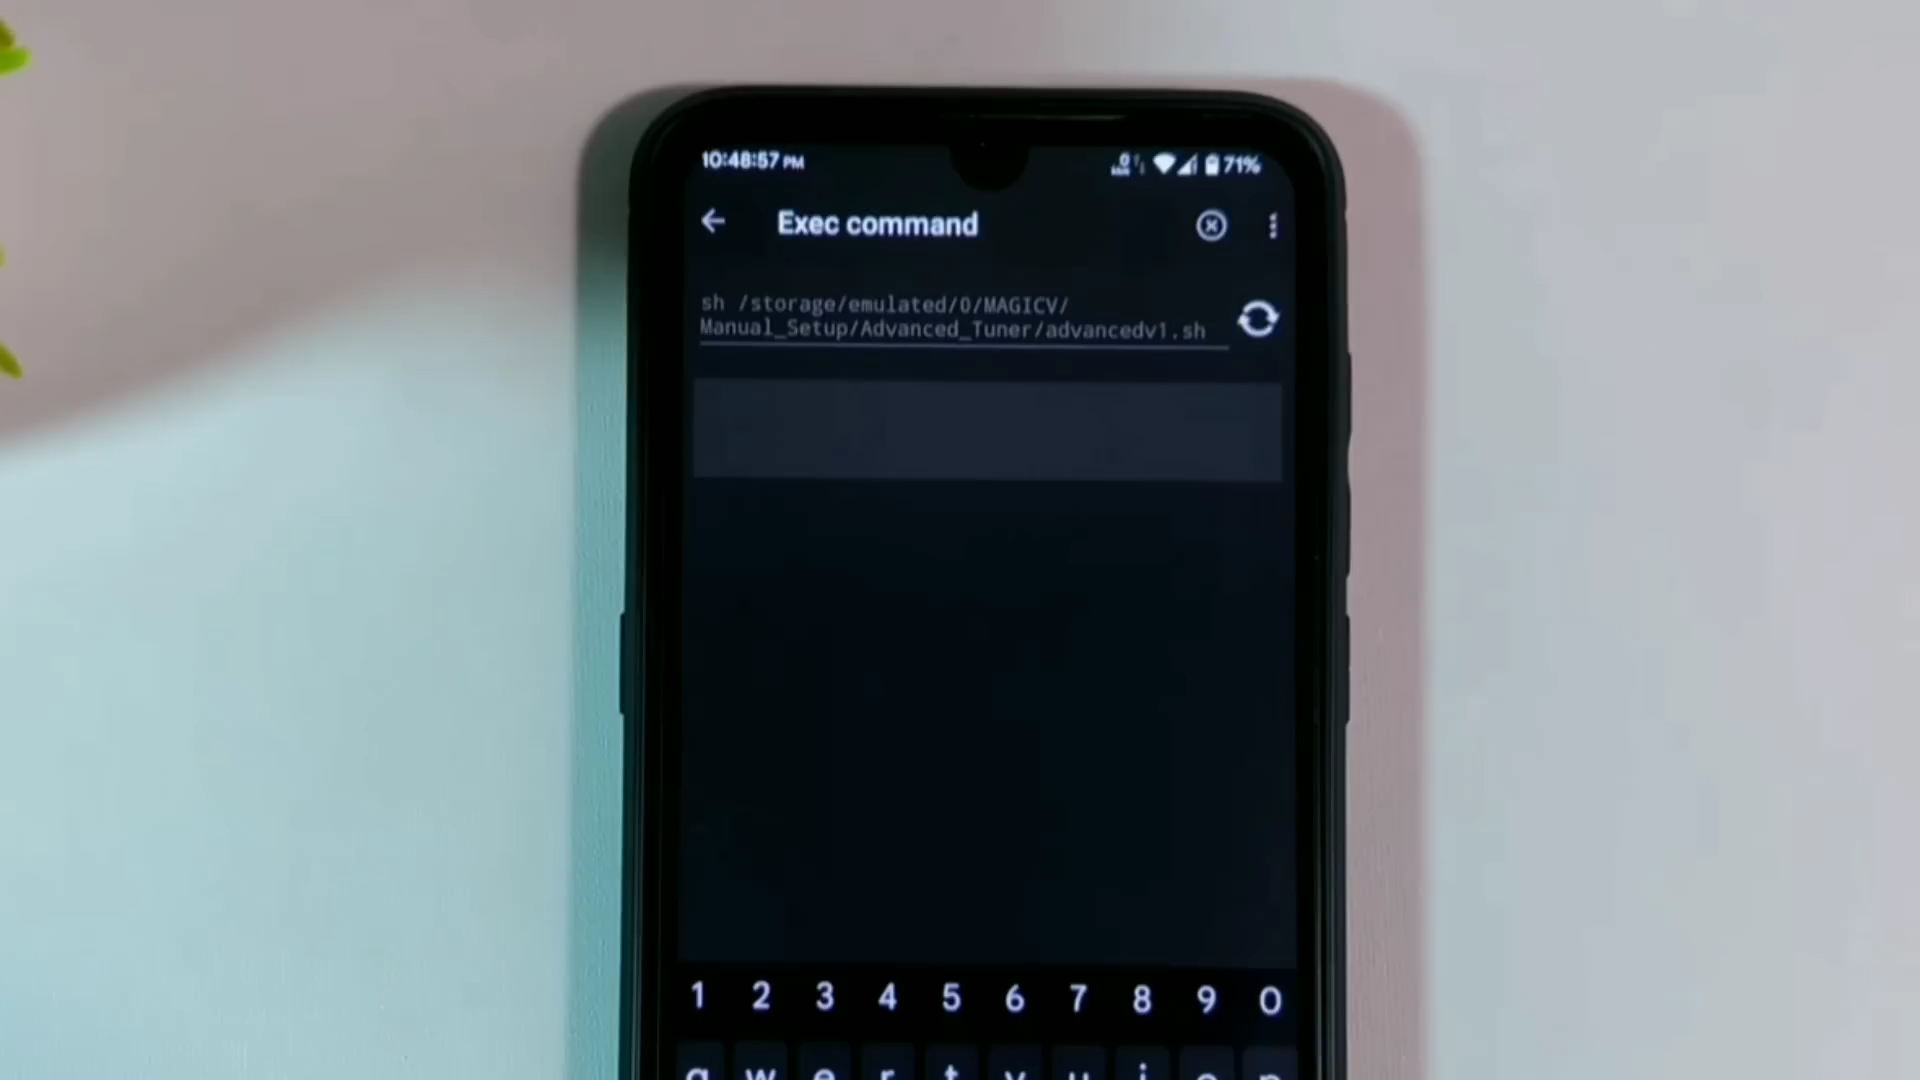 10:48:57 PM
71%
Exec command
sh /storage/emulated/0/MAGICV/
Manual_Setup/Advanced_Tuner/advancedv1.sh
1 2 3 4 5 6 7 8 9 0
q w e r t y u i o p